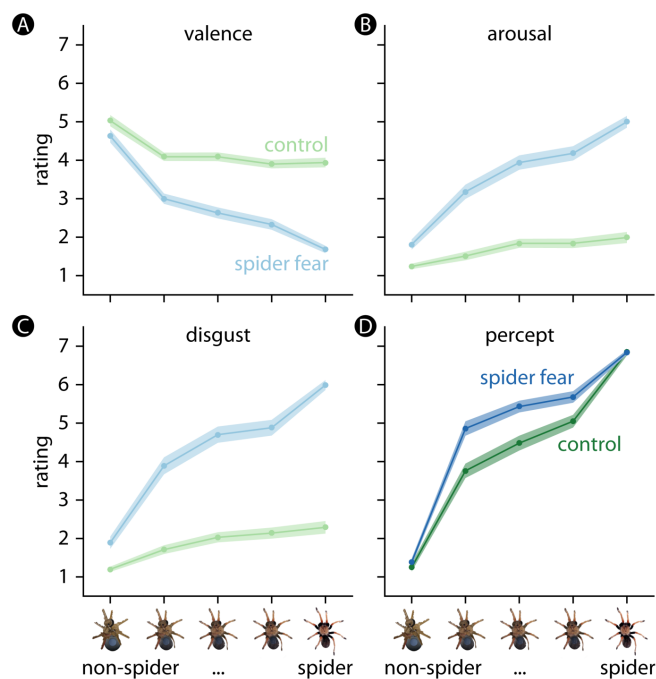 A valence
7
6
5
4
3
2
1
rating
control
spider fear
B arousal
C disgust
7
6
5
4
3
2
1
rating
D percept
spider fear
control
non-spider ... spider
non-spider ... spider